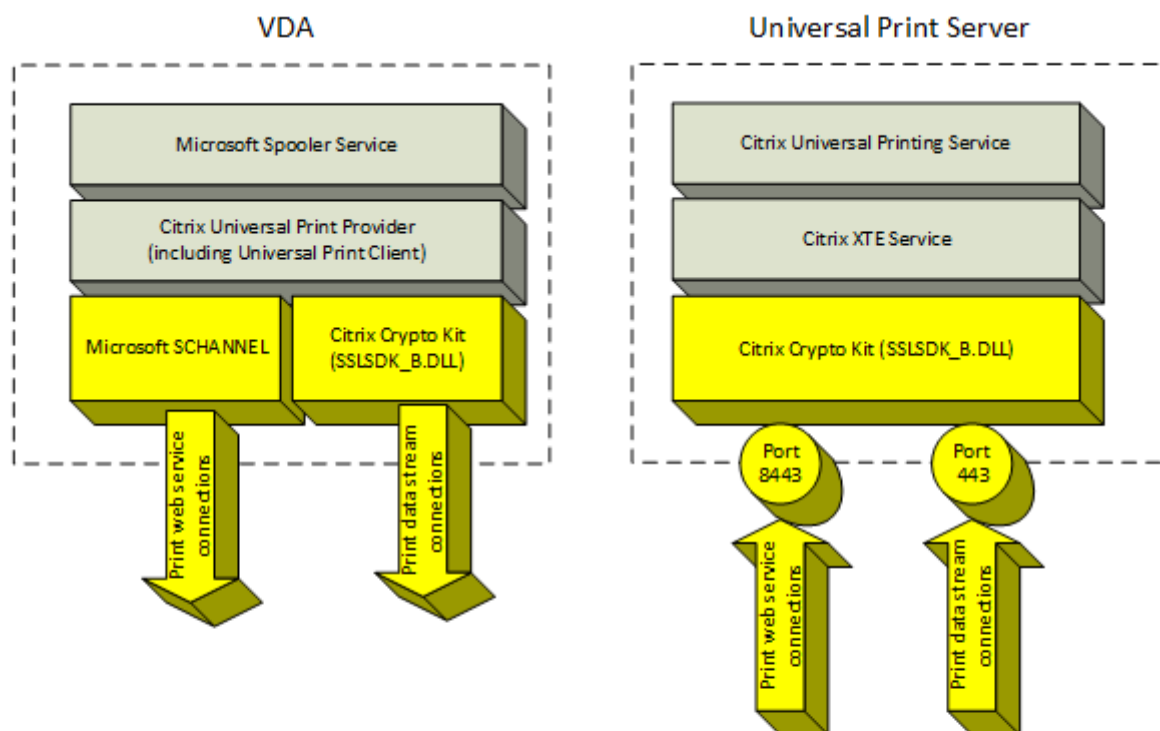 VDA
Microsoft Spooler Service
Citrix Universal Print Provider
(including Universal Print Client)
Microsoft SCHANNEL
Citrix Crypto Kit
(SSLSDK_B.DLL)
Print web service
connections
Print data stream
connections
Universal Print Server
Citrix Universal Printing Service
Citrix XTE Service
Citrix Crypto Kit (SSLSDK_B.DLL)
Port
8443
Port
443
Print web service
connections
Print data stream
connections